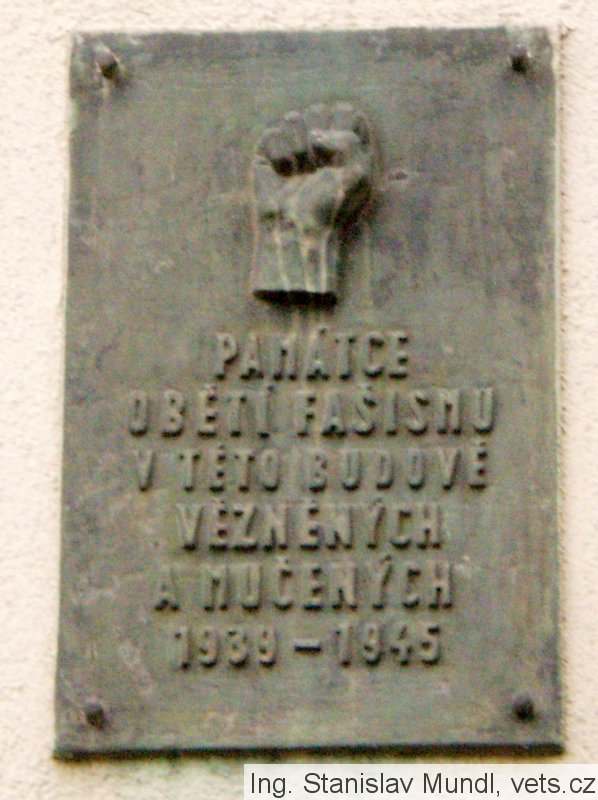 PAMÁTCE
OBĚTÍ FAŠISMU
V TÉTO BUDOVĚ
VĚZNĚNÝCH
A MUČENÝCH
1939 – 1945
Ing. Stanislav Mundl, vets.cz